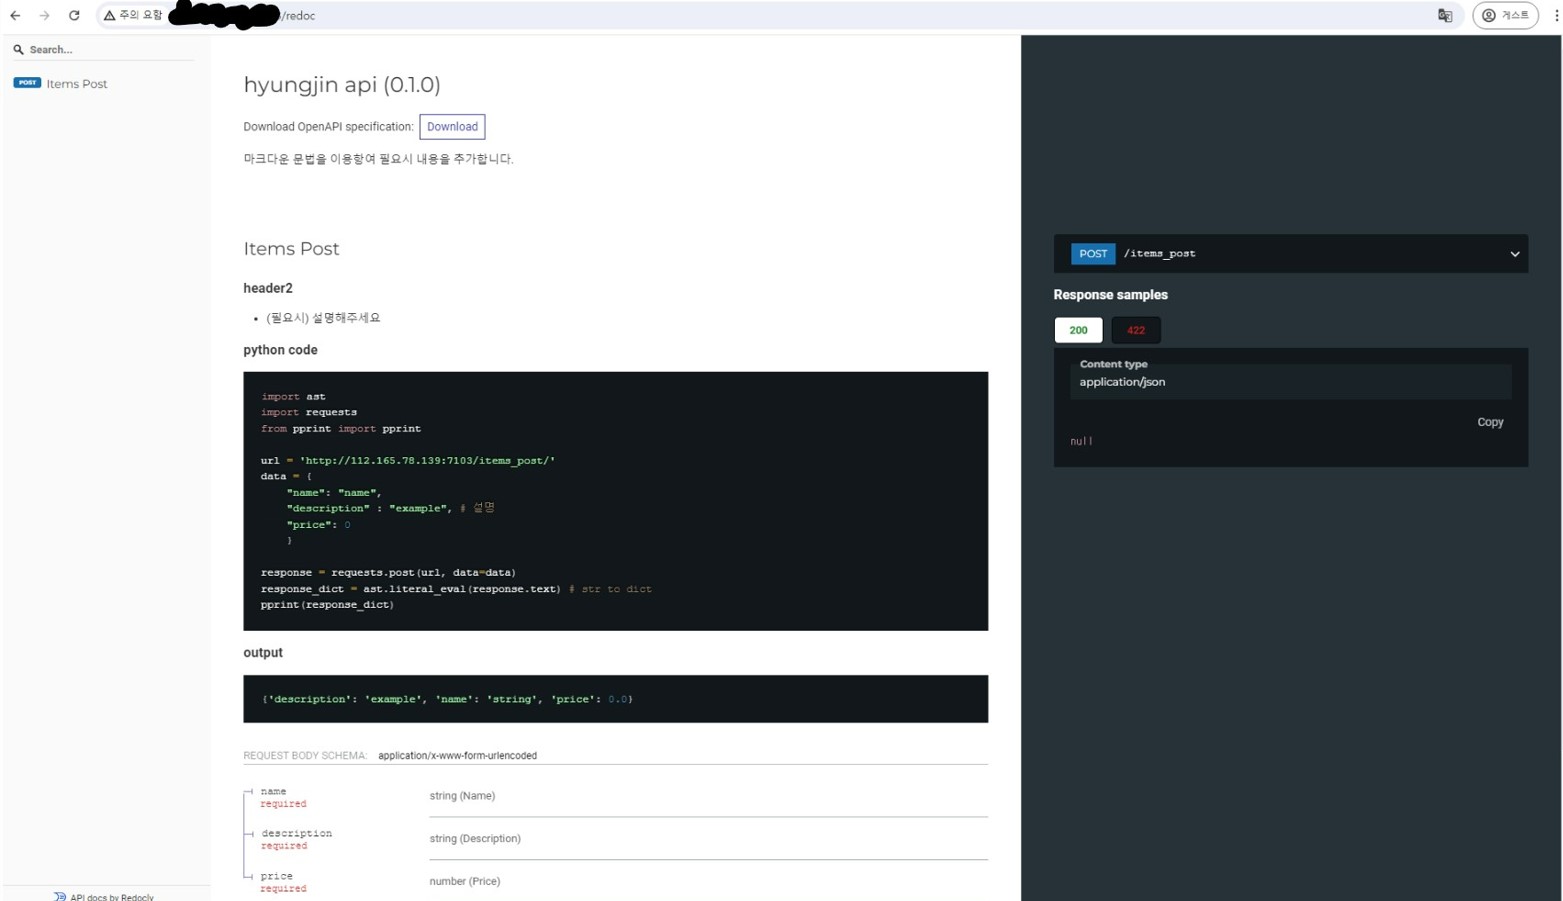 주의 요함
/redoc
게스트
Search...
POST Items Post
hyungjin api (0.1.0)
Download OpenAPI specification: Download
마크다운 문법을 이용항여 필요시 내용을 추가합니다.
Items Post
header2
• (필요시) 설명해주세요
python code
import ast
import requests
from pprint import pprint
url = 'http://112.165.78.139:7103/items_post/'
data = {
"name": "name",
"description" : "example", # 설명
"price": 0
}
response = requests.post(url, data=data)
response_dict = ast.literal_eval(response.text) # str to dict
pprint(response_dict)
output
{'description': 'example', 'name': 'string', 'price': 0.0}
REQUEST BODY SCHEMA: application/x-www-form-urlencoded
name
required
string (Name)
description
required
string (Description)
price
required
number (Price)
API docs by Redocly
POST /items_post
Response samples
200 422
Content type
application/json
Copy
null